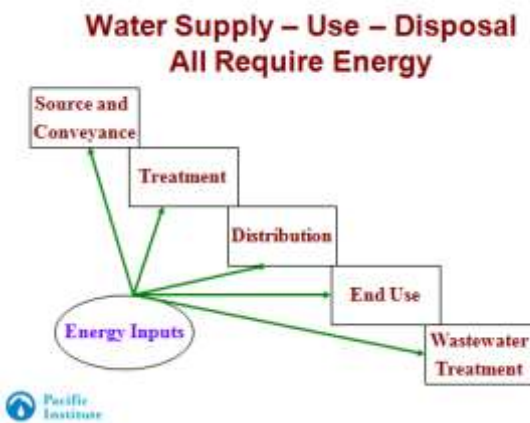 Water Supply – Use – Disposal
All Require Energy
Source and
Conveyance
Treatment
Distribution
End Use
Energy Inputs
Wastewater
Treatment
Pacific
Institute